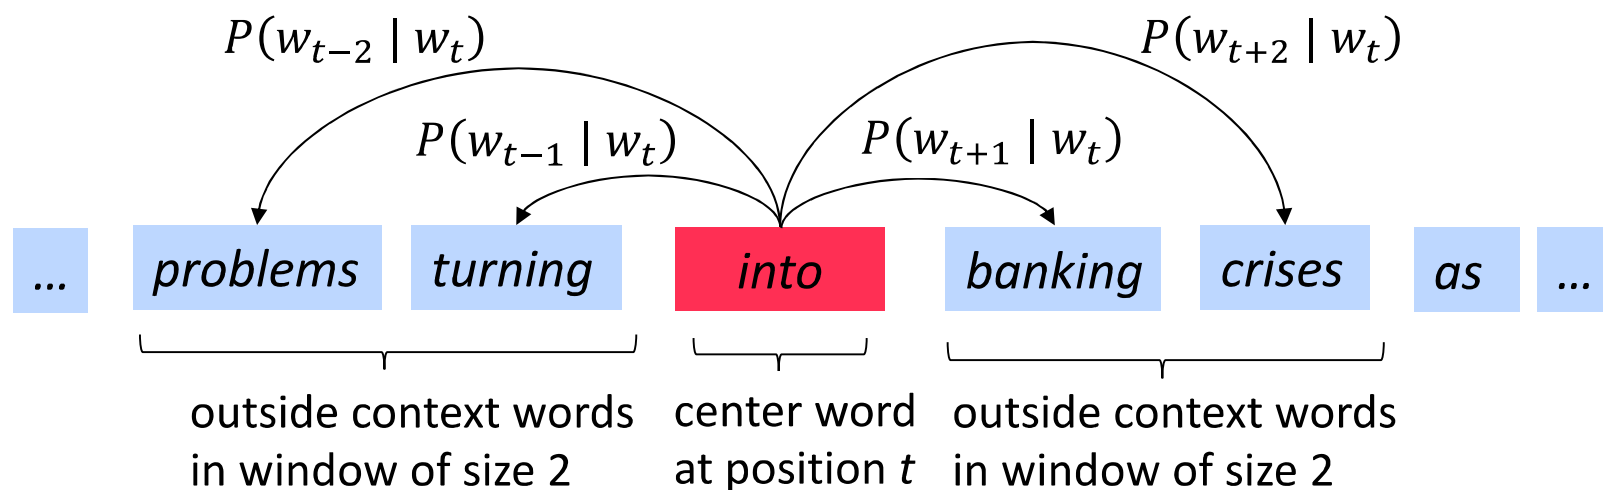 P(w_{t−2} | w_t)
P(w_{t+2} | w_t)
P(w_{t−1} | w_t)
P(w_{t+1} | w_t)
... problems turning into banking crises as ...
outside context words
in window of size 2
center word
at position t
outside context words
in window of size 2